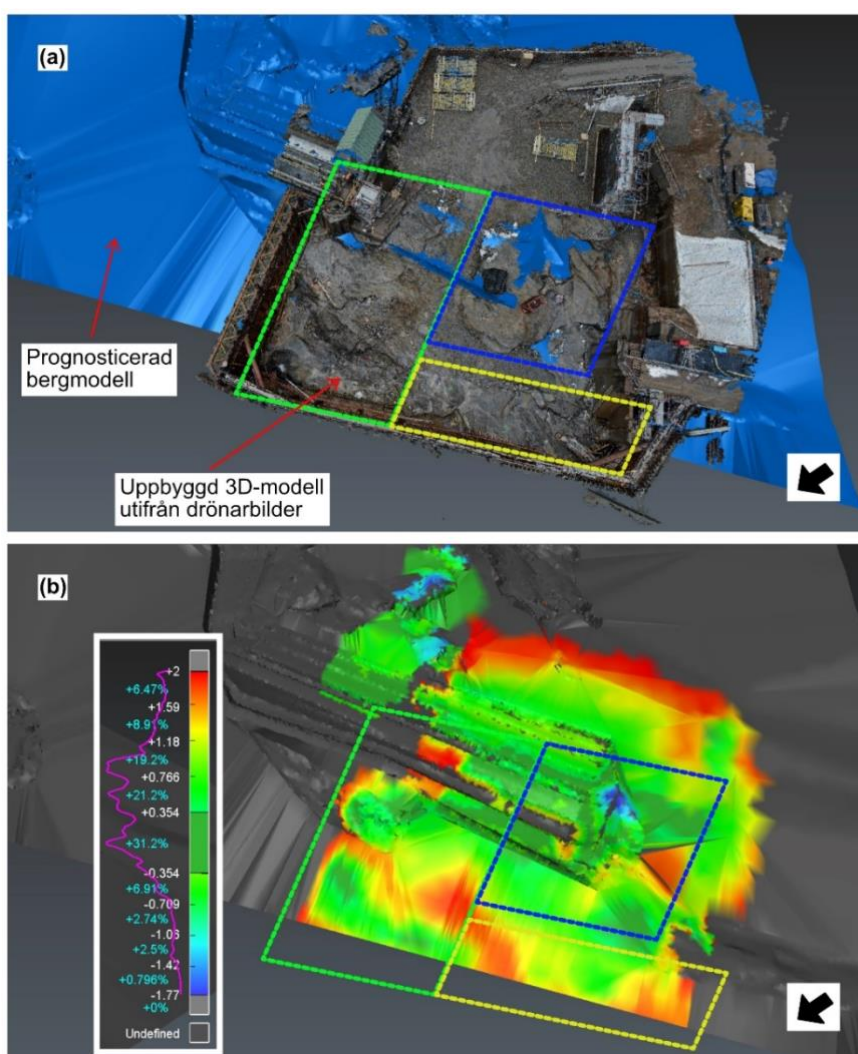 (a)
Prognosticerad
bergmodell
Uppbyggd 3D-modell
utifrån drönarbilder
(b)
+2
+6.47%
+1.59
+8.91%
+1.18
+19.2%
+0.766
+21.2%
+0.354
+31.2%
-0.354
+6.91%
-0.709
+2.74%
-1.06
+2.5%
-1.42
+0.796%
-1.77
+0%
Undefined